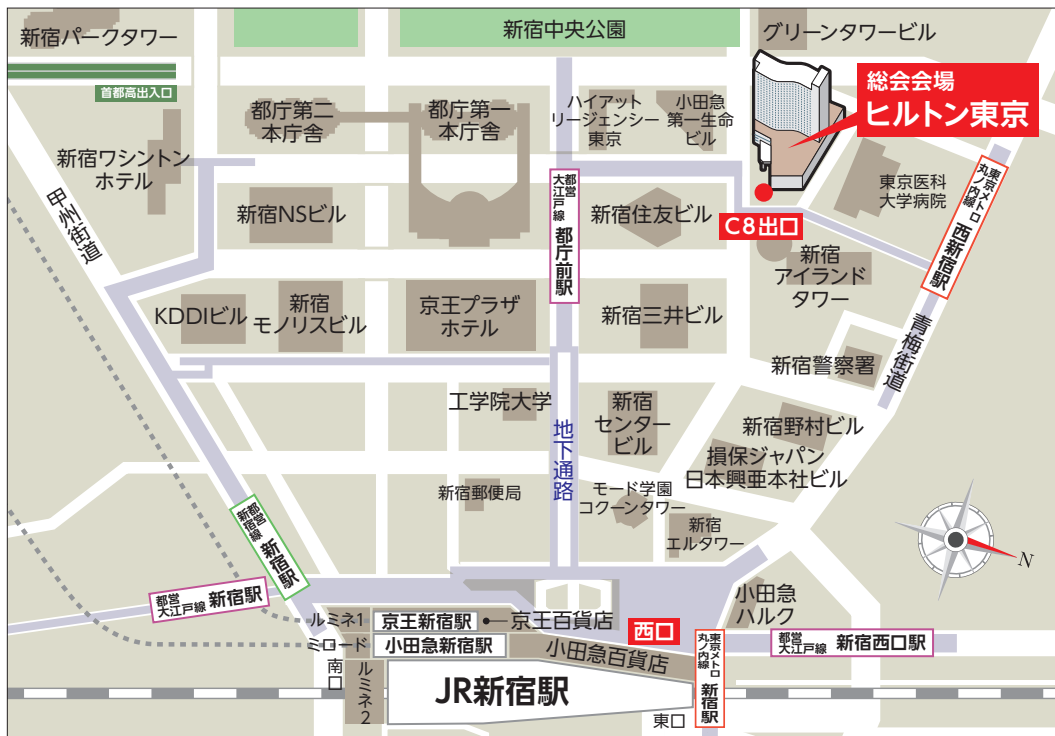 新宿パークタワー
新宿中央公園
グリーンタワービル
首都高出入口
総会会場
ヒルトン東京
都庁第二
本庁舎
都庁第一
本庁舎
ハイアット
リージェンシー
東京
小田急
第一生命
ビル
新宿ワシントン
ホテル
東京医科
大学病院
東京メトロ
丸ノ内線
西新宿駅
甲州街道
新宿NSビル
都営
大江戸線
都庁前駅
新宿住友ビル
C8出口
新宿
アイランド
タワー
KDDIビル
新宿
モノリスビル
京王プラザ
ホテル
新宿三井ビル
青梅街道
新宿警察署
工学院大学
地下通路
新宿
センター
ビル
新宿野村ビル
損保ジャパン
日本興亜本社ビル
新宿郵便局
モード学園
コクーンタワー
新宿
エルタワー
N
都営
新宿線
新宿駅
都営
大江戸線
新宿駅
小田急
ハルク
ルミネ1
京王新宿駅
京王百貨店
西口
ミロード
小田急新宿駅
小田急百貨店
東京メトロ
丸ノ内線
新宿駅
都営
大江戸線
新宿西口駅
南口
ルミネ2
JR新宿駅
東口